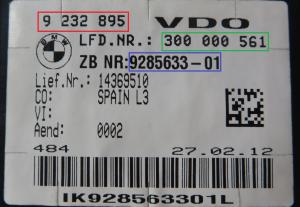 9 232 895 VDO
LFD.NR.: 300 000 561
ZB NR:9285633-01
Lief.Nr.: 14369510
CO: SPAIN L3
VI:
Aend: 0002
484 27.02.12
IK928563301L